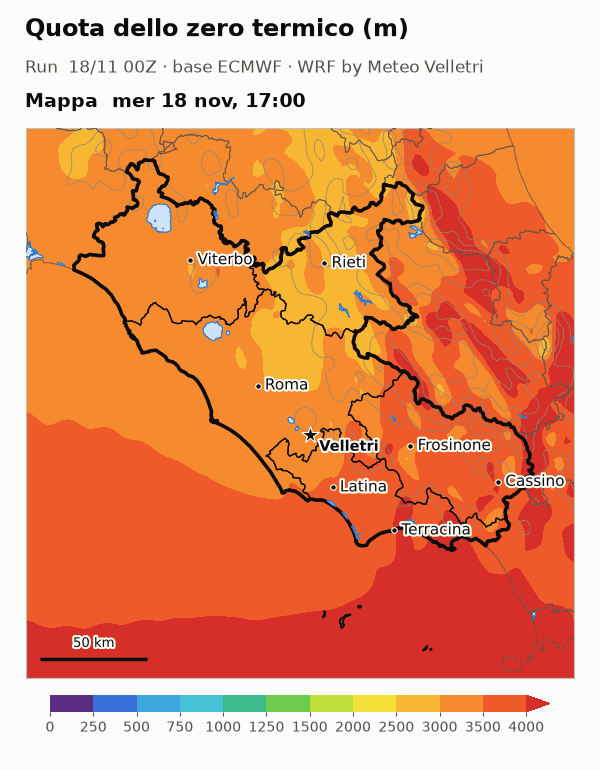 Quota dello zero termico (m)
Run  18/11 00Z · base ECMWF · WRF by Meteo Velletri
Mappa  mer 18 nov, 17:00
Viterbo
Rieti
Roma
Velletri
Frosinone
Cassino
Latina
Terracina
50 km
0 250 500 750 1000 1250 1500 2000 2500 3000 3500 4000